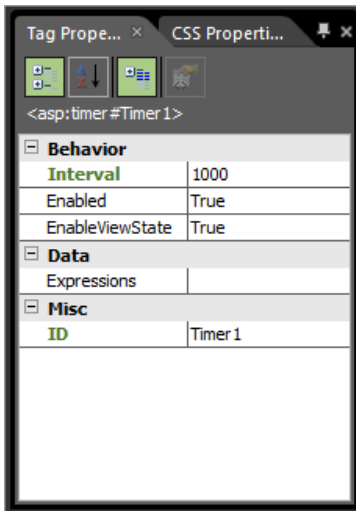 Tag Prope... × CSS Properti...
<asp:timer#Timer1>
Behavior
Interval 1000
Enabled True
EnableViewState True
Data
Expressions
Misc
ID Timer1